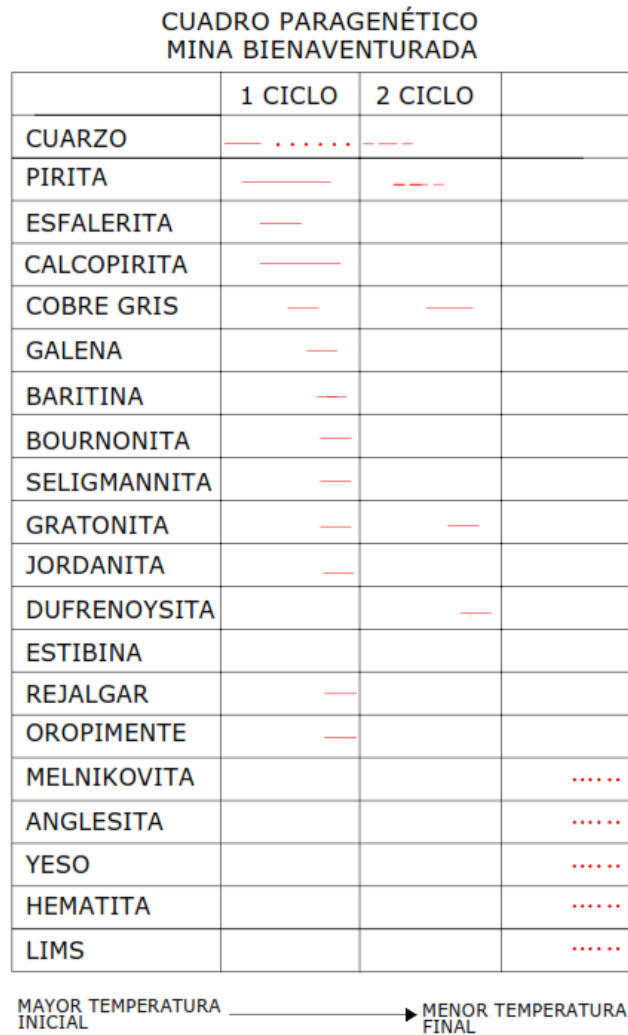 CUADRO PARAGENÉTICO
MINA BIENAVENTURADA
1 CICLO 2 CICLO
CUARZO
PIRITA
ESFALERITA
CALCOPIRITA
COBRE GRIS
GALENA
BARITINA
BOURNONITA
SELIGMANNITA
GRATONITA
JORDANITA
DUFRENOYSITA
ESTIBINA
REJALGAR
OROPIMENTE
MELNIKOVITA
ANGLESITA
YESO
HEMATITA
LIMS
MAYOR TEMPERATURA
INICIAL
MENOR TEMPERATURA
FINAL